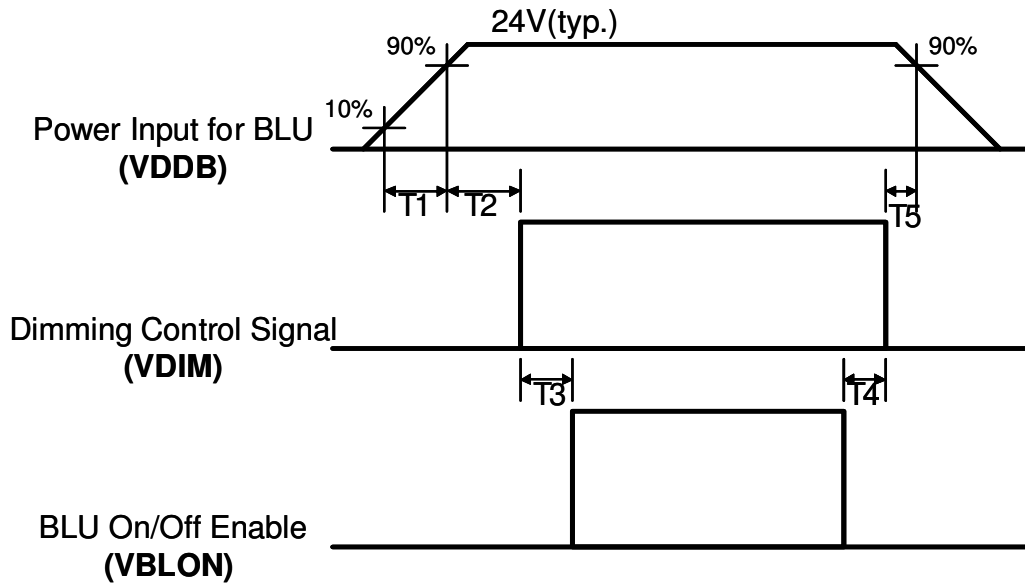 24V(typ.)
90%
90%
10%
Power Input for BLU
(VDDB)
T1
T2
T5
Dimming Control Signal
(VDIM)
T3
T4
BLU On/Off Enable
(VBLON)